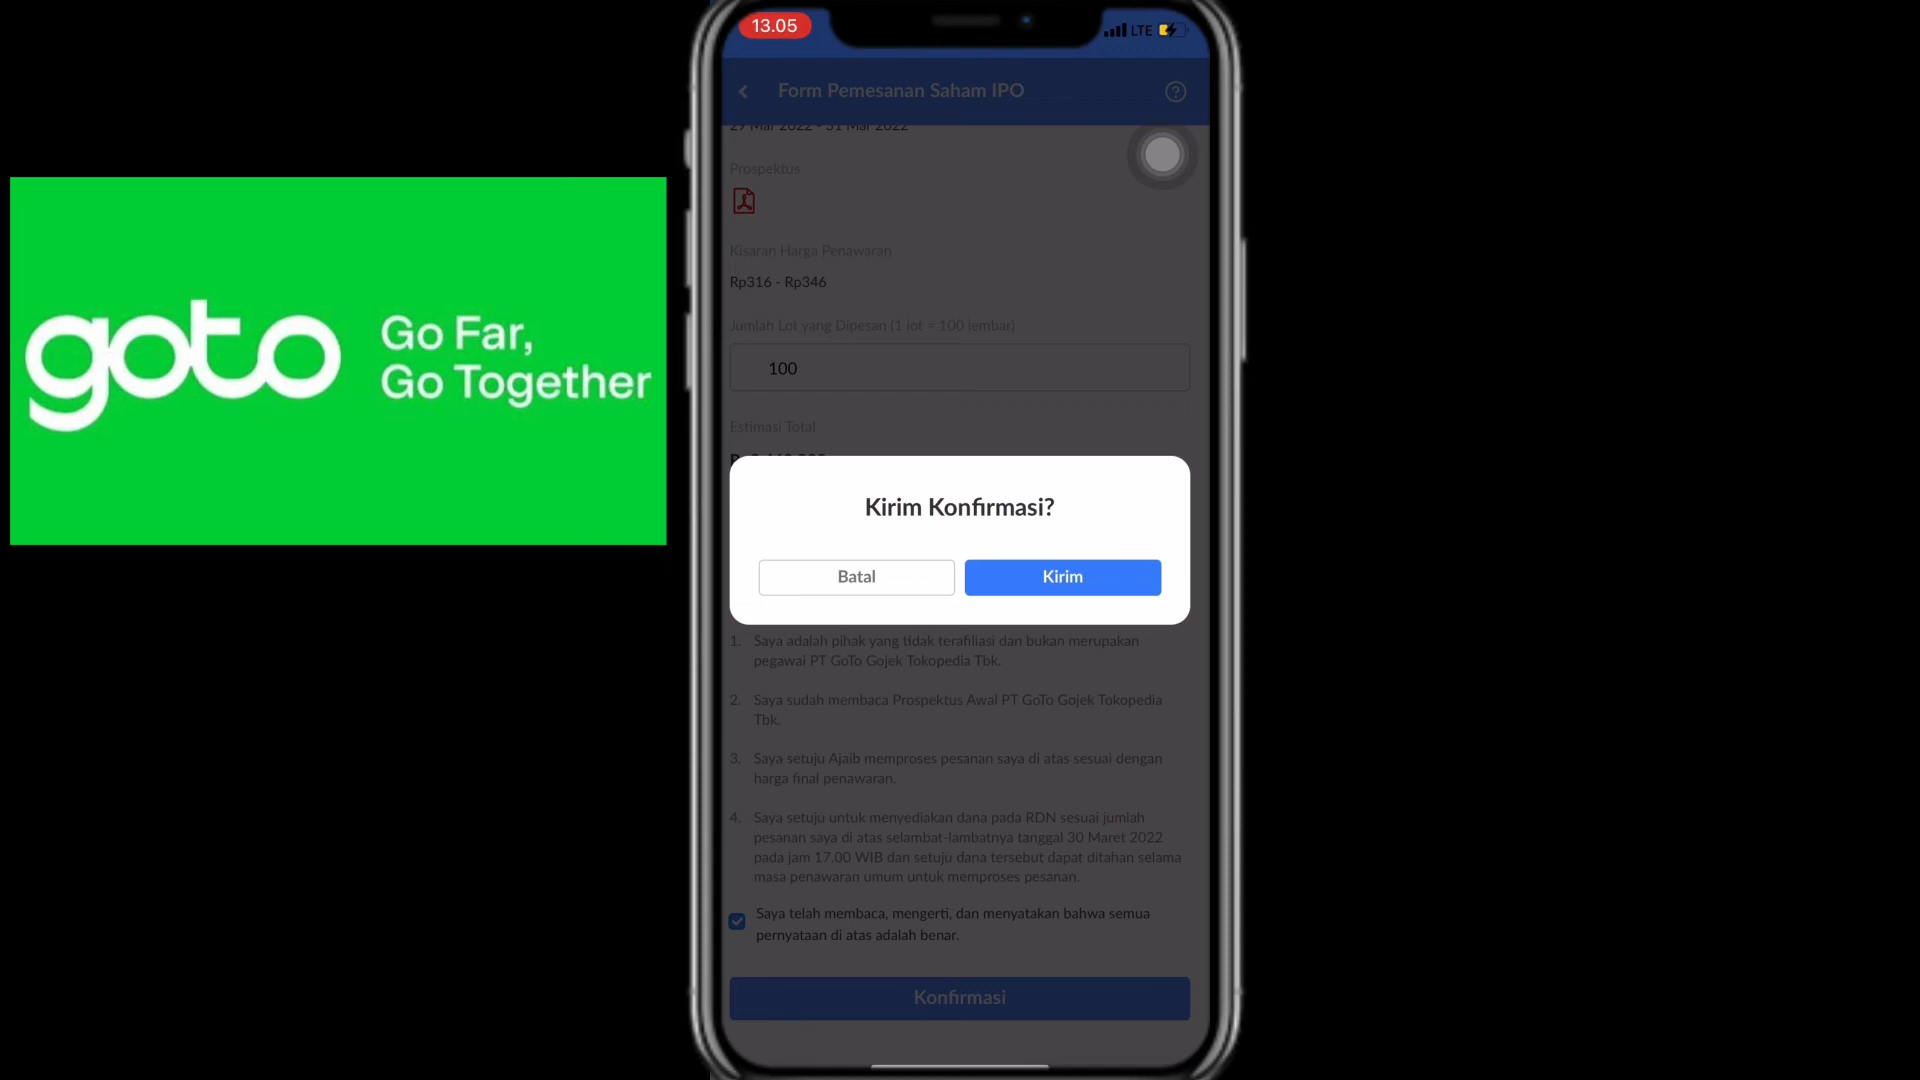 goto
Go Far,
Go Together
13.05
LTE
Form Pemesanan Saham IPO
29 Mar 2022 - 31 Mar 2022
Prospektus
Kisaran Harga Penawaran
Rp316 - Rp346
Jumlah Lot yang Dipesan (1 lot = 100 lembar)
100
Estimasi Total
Kirim Konfirmasi?
Batal
Kirim
1. Saya adalah pihak yang tidak terafiliasi dan bukan merupakan
pegawai PT GoTo Gojek Tokopedia Tbk.
2. Saya sudah membaca Prospektus Awal PT GoTo Gojek Tokopedia
Tbk.
3. Saya setuju Ajaib memproses pesanan saya di atas sesuai dengan
harga final penawaran.
4. Saya setuju untuk menyediakan dana pada RDN sesuai jumlah
pesanan saya di atas selambat-lambatnya tanggal 30 Maret 2022
pada jam 17.00 WIB dan setuju dana tersebut dapat ditahan selama
masa penawaran umum untuk memproses pesanan.
Saya telah membaca, mengerti, dan menyatakan bahwa semua
pernyataan di atas adalah benar.
Konfirmasi